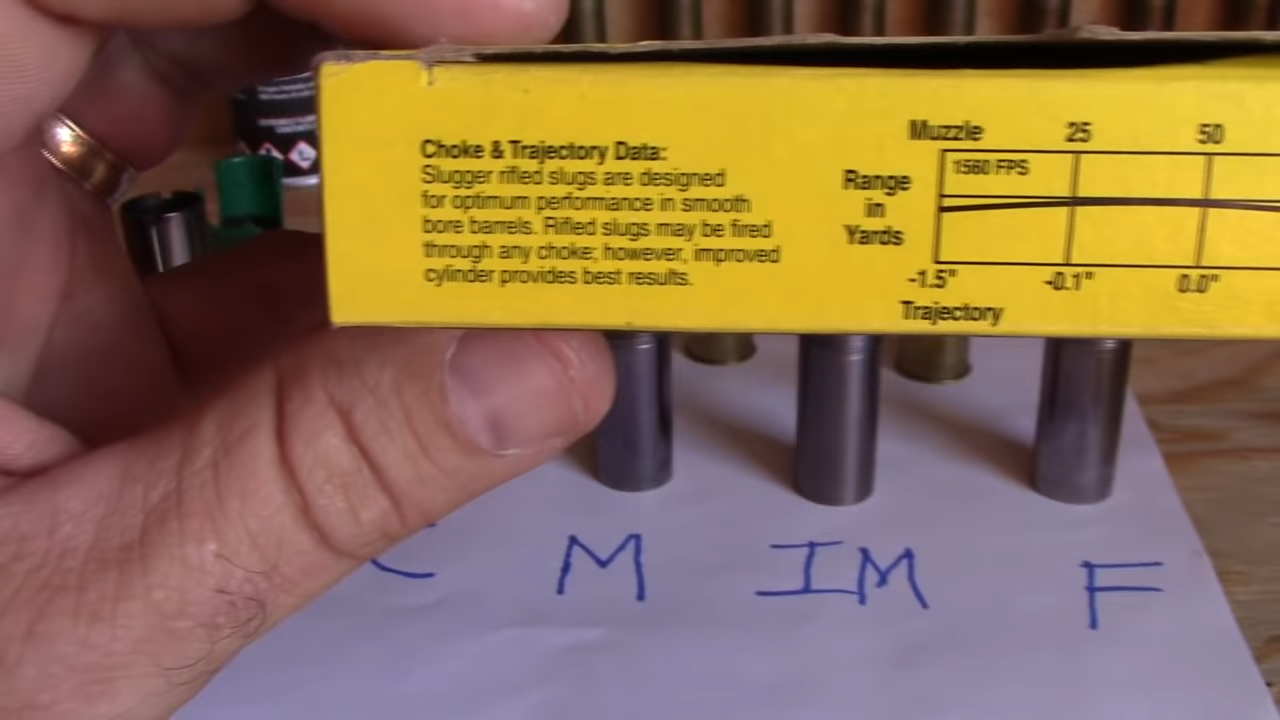 Choke & Trajectory Data:
Slugger rifled slugs are designed
for optimum performance in smooth
bore barrels. Rifled slugs may be fired
through any choke; however, improved
cylinder provides best results.
Muzzle 25 50
1560 FPS
Range
in
Yards
-1.5" -0.1" 0.0"
Trajectory
M IM F